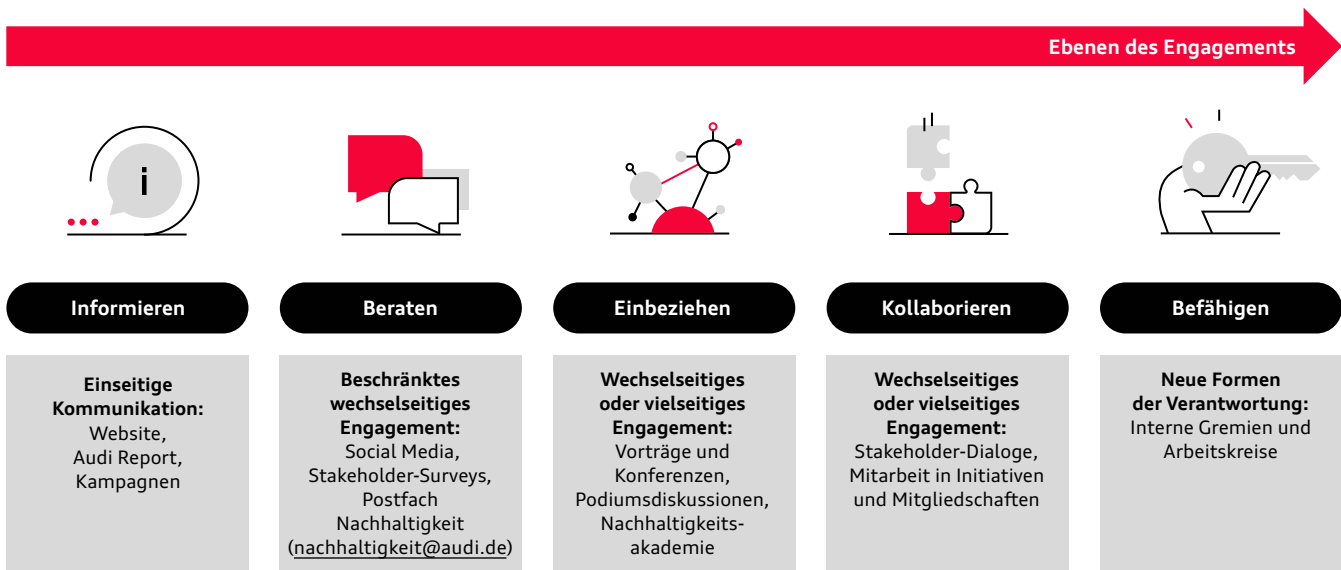 Ebenen des Engagements
i
Informieren
Beraten
Einbeziehen
Kollaborieren
Befähigen
Einseitige
Kommunikation:
Website,
Audi Report,
Kampagnen
Beschränktes
wechselseitiges
Engagement:
Social Media,
Stakeholder-Surveys,
Postfach
Nachhaltigkeit
(nachhaltigkeit@audi.de)
Wechselseitiges
oder vielseitiges
Engagement:
Vorträge und
Konferenzen,
Podiumsdiskussionen,
Nachhaltigkeits-
akademie
Wechselseitiges
oder vielseitiges
Engagement:
Stakeholder-Dialoge,
Mitarbeit in Initiativen
und Mitgliedschaften
Neue Formen
der Verantwortung:
Interne Gremien und
Arbeitskreise